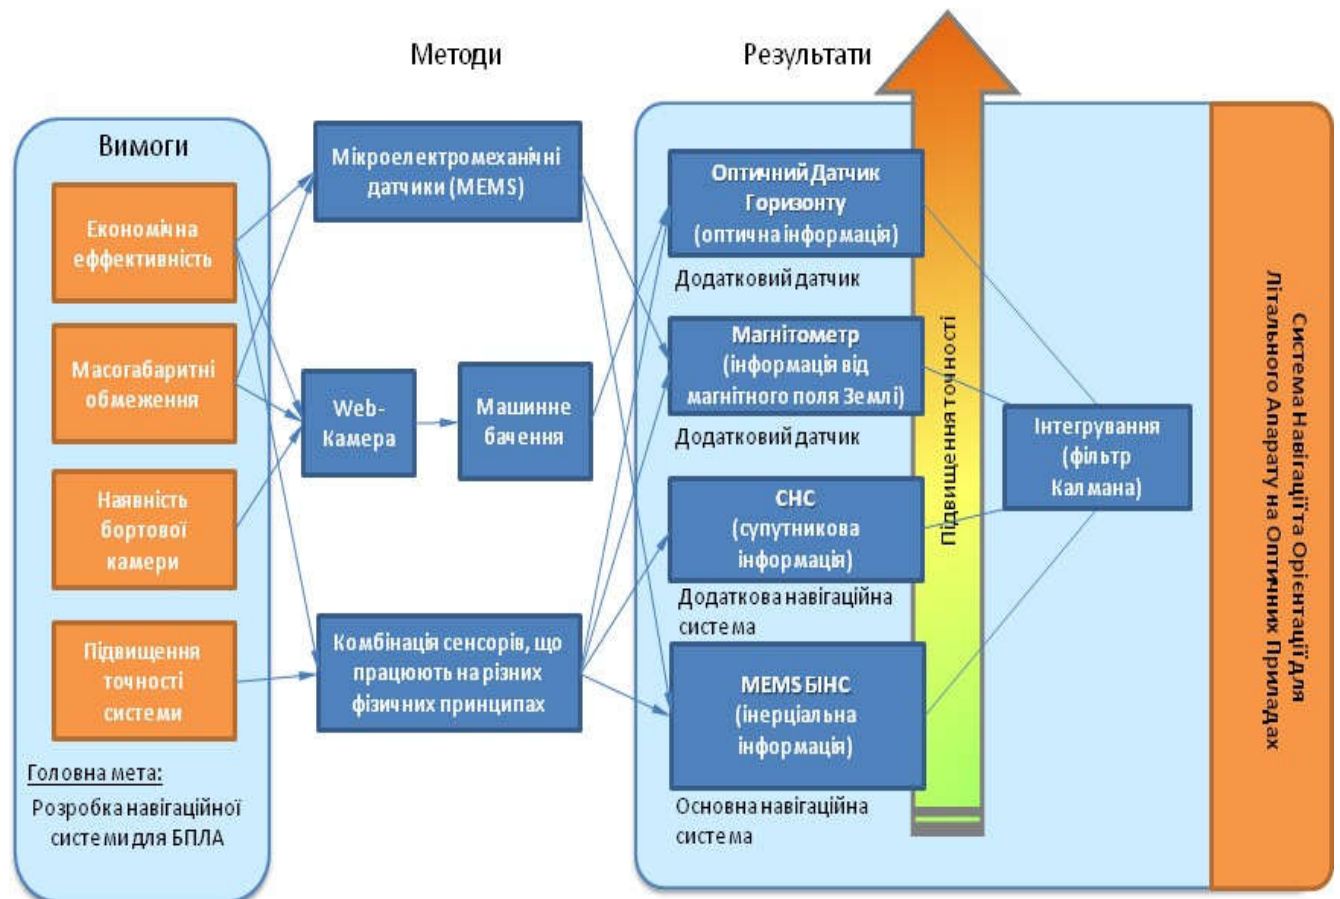 Методи
Результати
Вимоги
Економічна
еффективність
Масогабаритні
обмеження
Наявність
бортової
камери
Підвищення
точності
системи
Головна мета:
Розробка навігаційної
системи для БПЛА
Мікроелектромеханічні
датчики (MEMS)
Web-
Камера
Машинне
бачення
Комбінація сенсорів, що
працюють на різних
фізичних принципах
Оптичний Датчик
Горизонту
(оптична інформація)
Додатковий датчик
Магнітометр
(інформація від
магнітного поля Землі)
Додатковий датчик
СНС
(супутникова
інформація)
Додаткова навігаційна
система
MEMS БІНС
(інерціальна
інформація)
Основна навігаційна
система
Підвищення точності
Інтегрування
(фільтр
Калмана)
Система Навігації та Орієнтації для
Літального Апарату на Оптичних Приладах